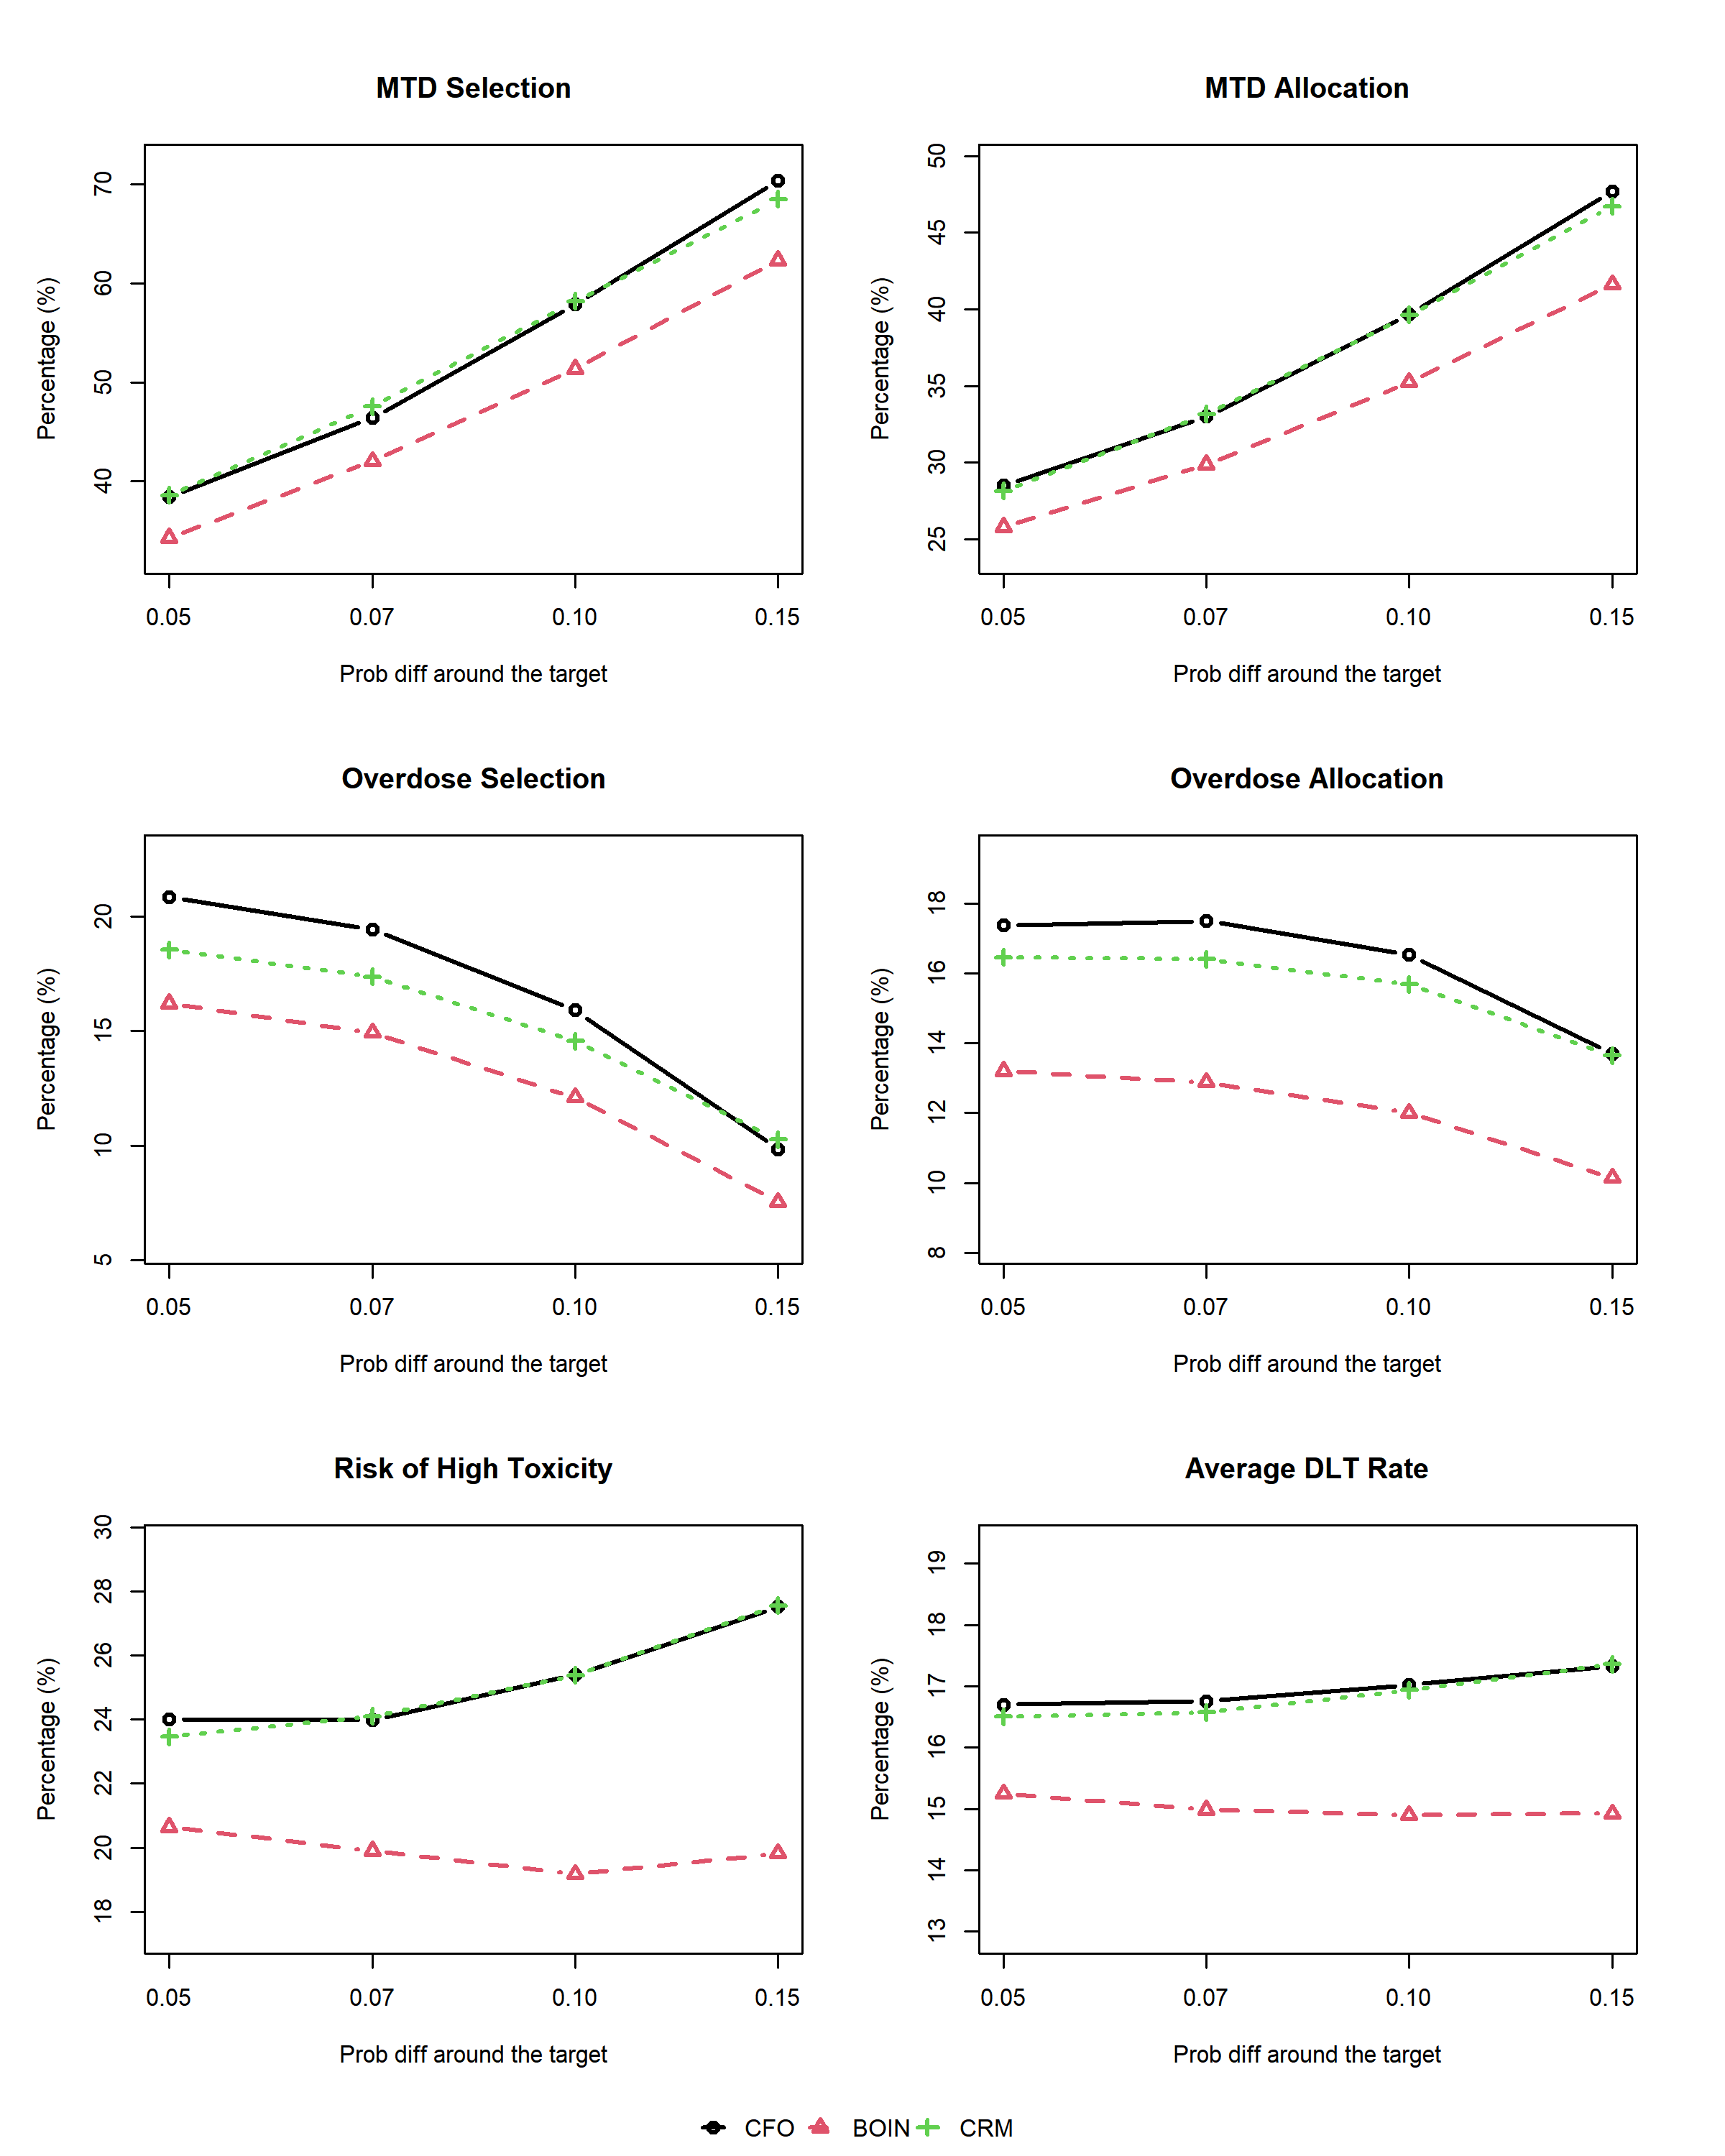 MTD Selection
Percentage (%)
70
60
50
40
0.05 0.07 0.10 0.15
Prob diff around the target
MTD Allocation
Percentage (%)
50
45
40
35
30
25
0.05 0.07 0.10 0.15
Prob diff around the target
Overdose Selection
Percentage (%)
20
15
10
5
0.05 0.07 0.10 0.15
Prob diff around the target
Overdose Allocation
Percentage (%)
18
16
14
12
10
8
0.05 0.07 0.10 0.15
Prob diff around the target
Risk of High Toxicity
Percentage (%)
30
28
26
24
22
20
18
0.05 0.07 0.10 0.15
Prob diff around the target
Average DLT Rate
Percentage (%)
19
18
17
16
15
14
13
0.05 0.07 0.10 0.15
Prob diff around the target
CFO BOIN CRM